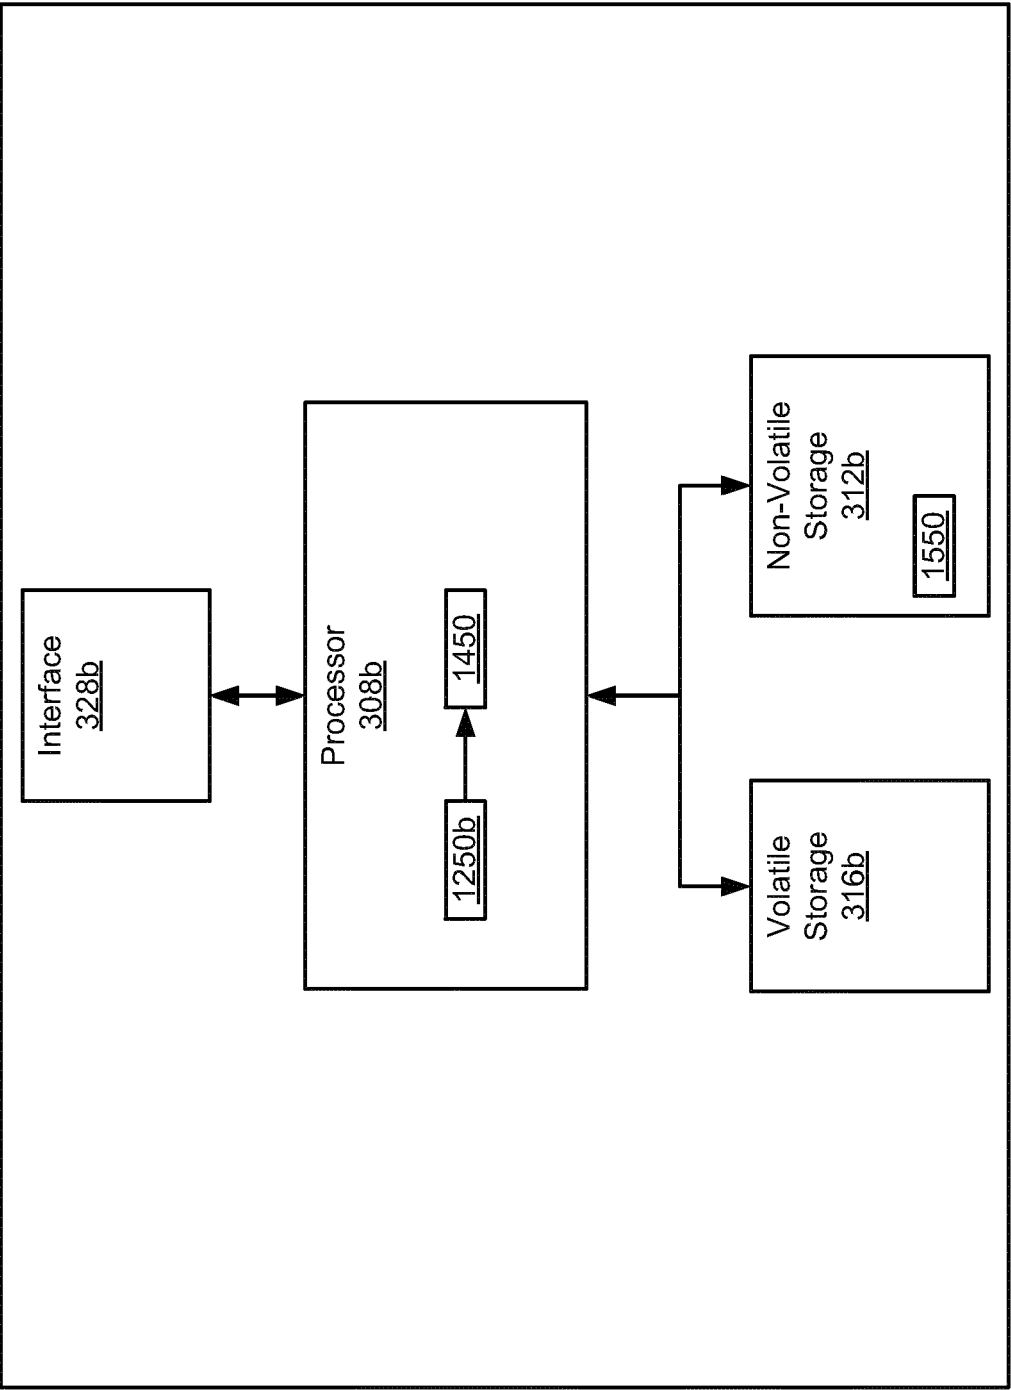 Interface
328b
Processor
308b
1250b
1450
Volatile
Storage
316b
Non-Volatile
Storage
312b
1550